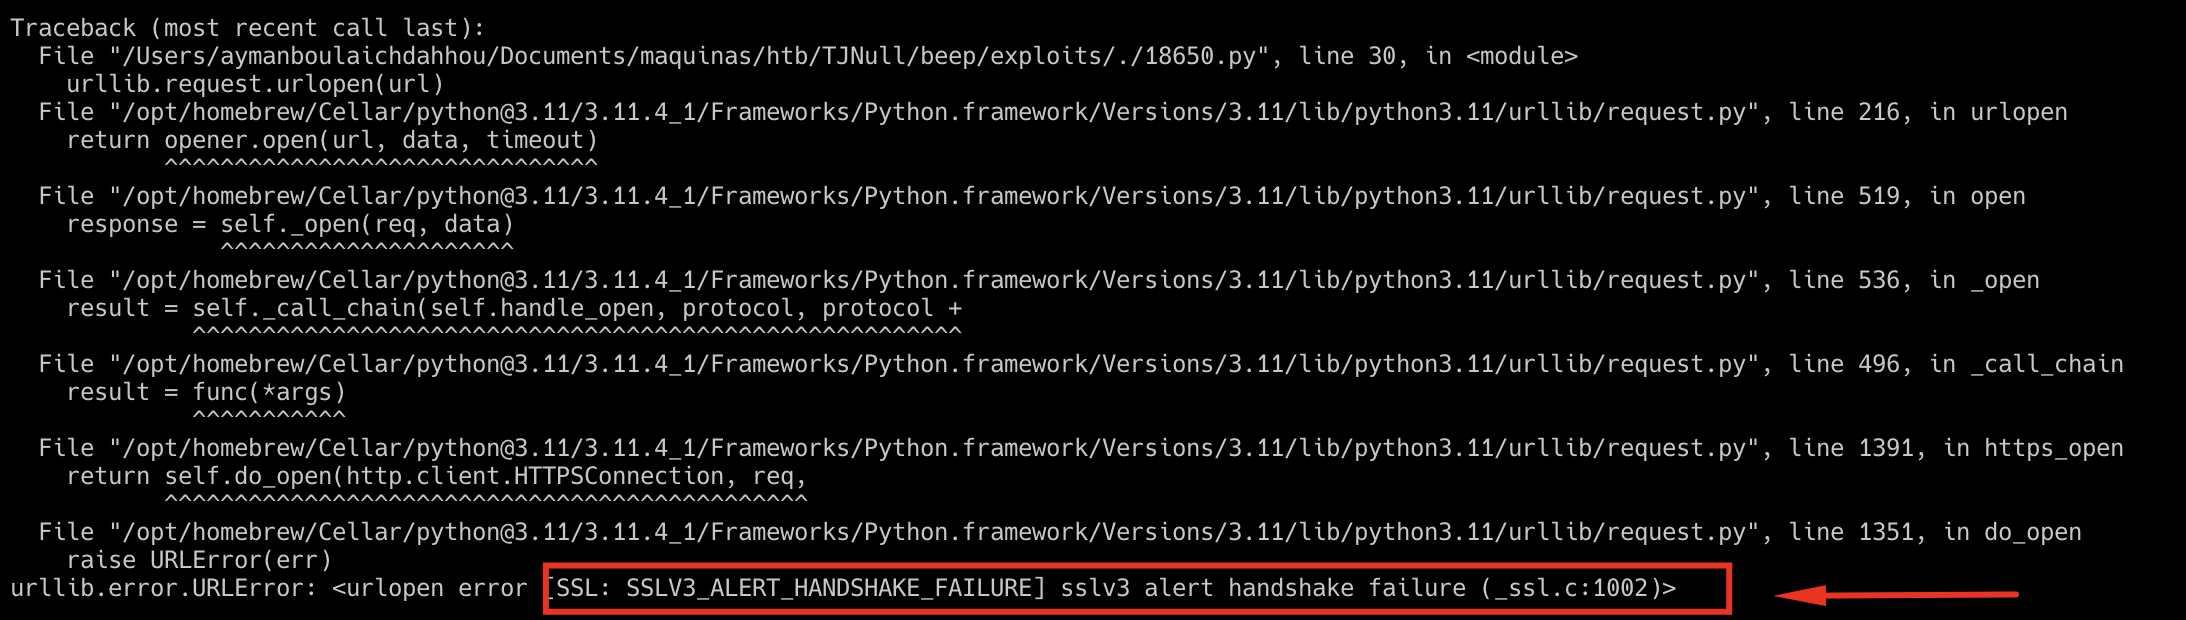 Traceback (most recent call last):
  File "/Users/aymanboulaichdahhou/Documents/maquinas/htb/TJNull/beep/exploits/./18650.py", line 30, in <module>
    urllib.request.urlopen(url)
  File "/opt/homebrew/Cellar/python@3.11/3.11.4_1/Frameworks/Python.framework/Versions/3.11/lib/python3.11/urllib/request.py", line 216, in urlopen
    return opener.open(url, data, timeout)
           ^^^^^^^^^^^^^^^^^^^^^^^^^^^^^^^
  File "/opt/homebrew/Cellar/python@3.11/3.11.4_1/Frameworks/Python.framework/Versions/3.11/lib/python3.11/urllib/request.py", line 519, in open
    response = self._open(req, data)
               ^^^^^^^^^^^^^^^^^^^^^
  File "/opt/homebrew/Cellar/python@3.11/3.11.4_1/Frameworks/Python.framework/Versions/3.11/lib/python3.11/urllib/request.py", line 536, in _open
    result = self._call_chain(self.handle_open, protocol, protocol +
             ^^^^^^^^^^^^^^^^^^^^^^^^^^^^^^^^^^^^^^^^^^^^^^^^^^^^^^^
  File "/opt/homebrew/Cellar/python@3.11/3.11.4_1/Frameworks/Python.framework/Versions/3.11/lib/python3.11/urllib/request.py", line 496, in _call_chain
    result = func(*args)
             ^^^^^^^^^^^
  File "/opt/homebrew/Cellar/python@3.11/3.11.4_1/Frameworks/Python.framework/Versions/3.11/lib/python3.11/urllib/request.py", line 1391, in https_open
    return self.do_open(http.client.HTTPSConnection, req,
           ^^^^^^^^^^^^^^^^^^^^^^^^^^^^^^^^^^^^^^^^^^^^^^
  File "/opt/homebrew/Cellar/python@3.11/3.11.4_1/Frameworks/Python.framework/Versions/3.11/lib/python3.11/urllib/request.py", line 1351, in do_open
    raise URLError(err)
urllib.error.URLError: <urlopen error [SSL: SSLV3_ALERT_HANDSHAKE_FAILURE] sslv3 alert handshake failure (_ssl.c:1002)>